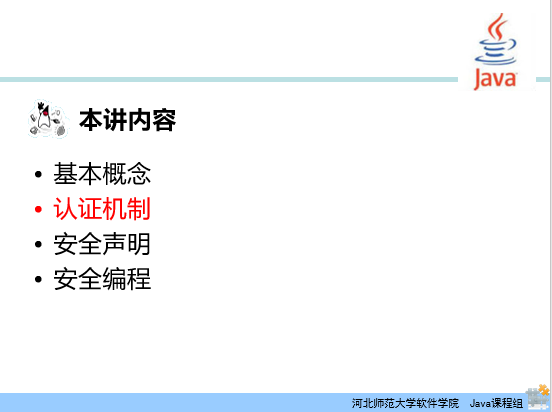 Java
本讲内容
• 基本概念
• 认证机制
• 安全声明
• 安全编程
河北师范大学软件学院 Java课程组